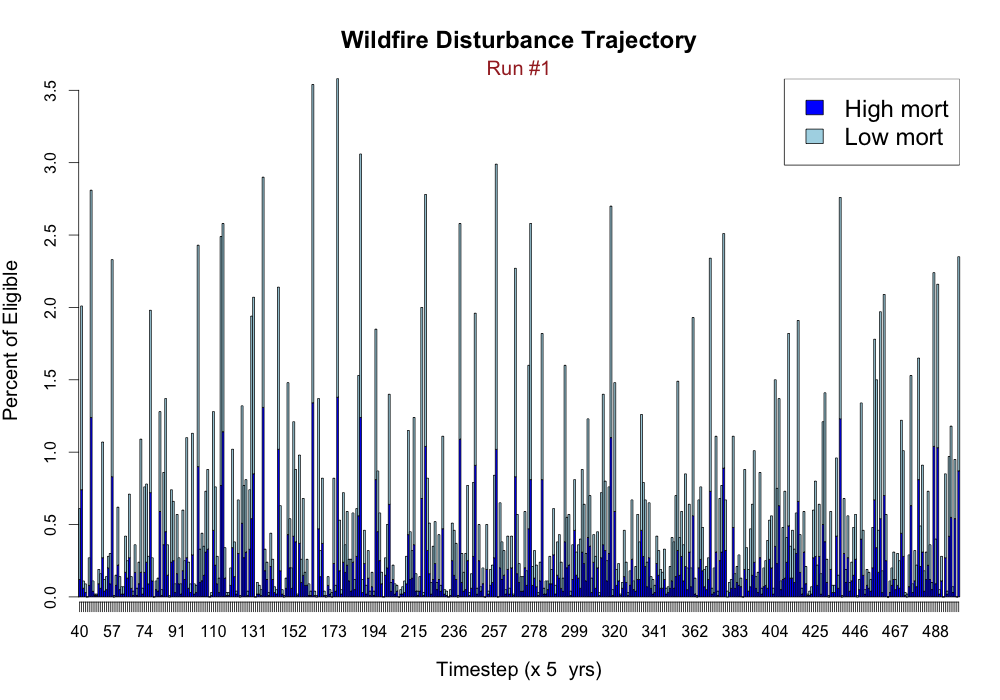 Wildfire Disturbance Trajectory
Run #1
High mort
Low mort
Percent of Eligible
3.5
3.0
2.5
2.0
1.5
1.0
0.5
0.0
40 57 74 91 110 131 152 173 194 215 236 257 278 299 320 341 362 383 404 425 446 467 488
Timestep (x 5  yrs)